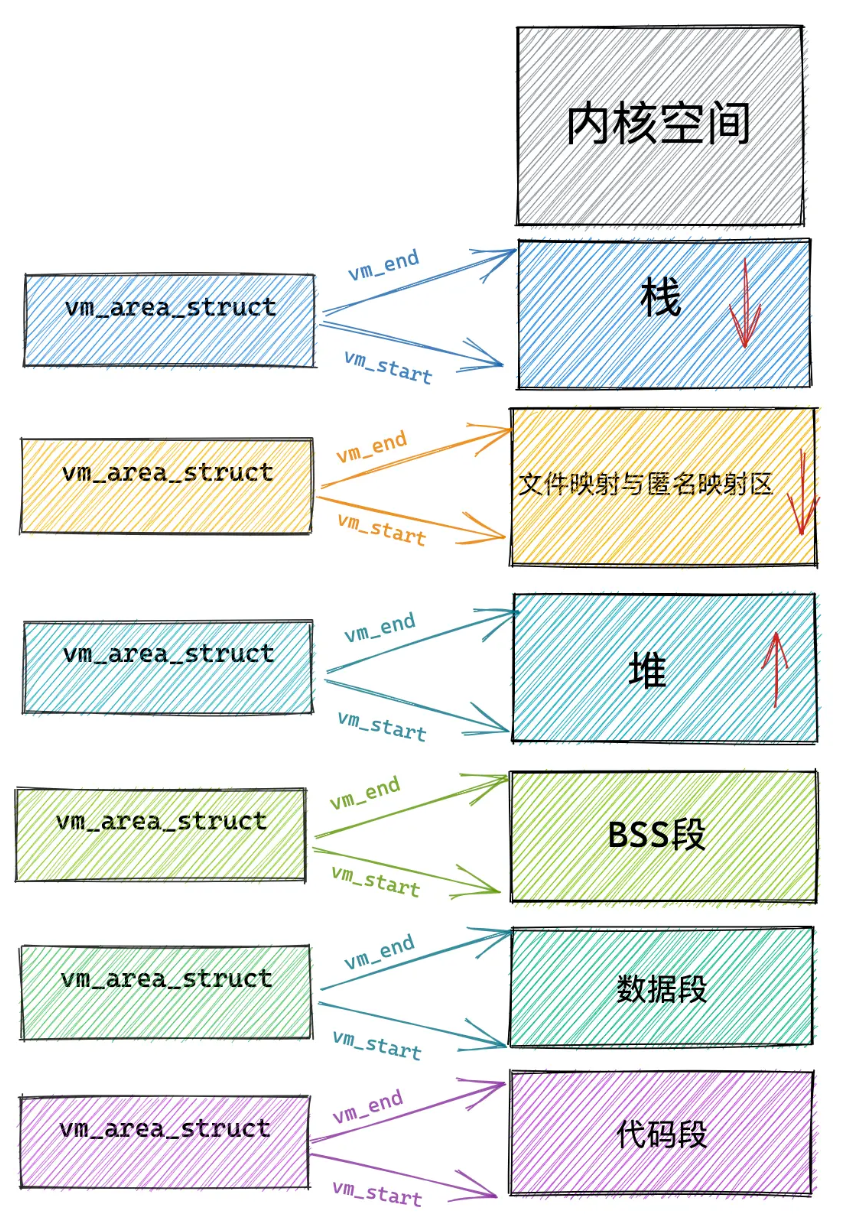 内核空间
vm_area_struct
vm_end
vm_start
栈
vm_area_struct
vm_end
vm_start
文件映射与匿名映射区
vm_area_struct
vm_end
vm_start
堆
vm_area_struct
vm_end
vm_start
BSS段
vm_area_struct
vm_end
vm_start
数据段
vm_area_struct
vm_end
vm_start
代码段